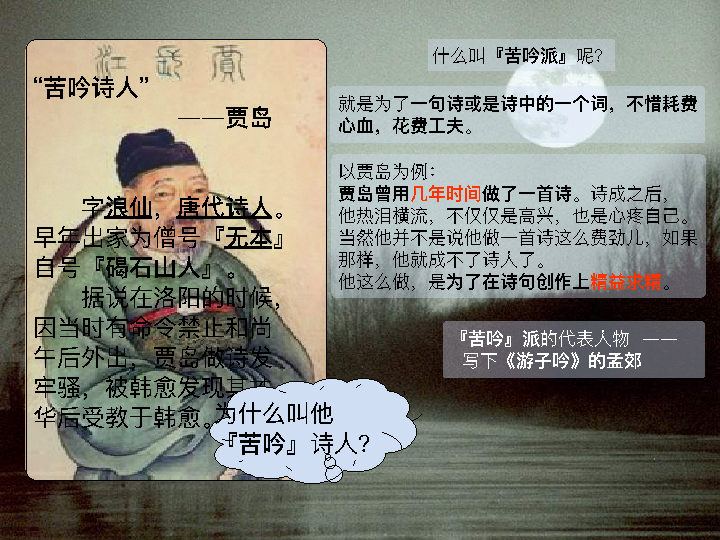 “苦吟诗人”
——贾岛
字浪仙，唐代诗人。
早年出家为僧号『无本』
自号『碣石山人』。
据说在洛阳的时候，
因当时有命令禁止和尚
午后外出，贾岛做诗发
牢骚，被韩愈发现其才
华后受教于韩愈。
为什么叫他
『苦吟』诗人？
什么叫『苦吟派』呢？
就是为了一句诗或是诗中的一个词，不惜耗费
心血，花费工夫。
以贾岛为例：
贾岛曾用几年时间做了一首诗。诗成之后，
他热泪横流，不仅仅是高兴，也是心疼自己。
当然他并不是说他做一首诗这么费劲儿，如果
那样，他就成不了诗人了。
他这么做，是为了在诗句创作上精益求精。
『苦吟』派的代表人物 ——
写下《游子吟》的孟郊